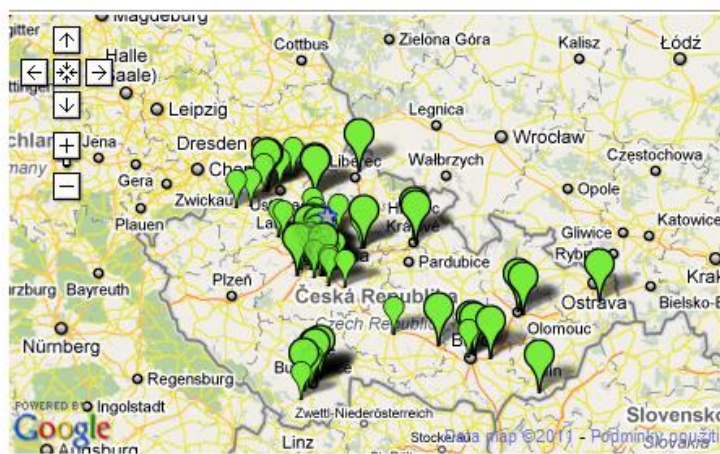 Magdeburg
Cottbus
Zielona Góra
Kalisz
Łódź
Halle
(Saale)
Leipzig
Legnica
Dresden
Wrocław
Jena
Liberec
Wałbrzych
Częstochowa
Gera
Zwickau
Opole
Plauen
Gliwice
Katowice
Pardubice
Plzeň
Bayreuth
Česká Republika
Czech Republic
Ostrava
Bielsko-B
Olomouc
Nürnberg
Regensburg
Zwettl-Niederösterreich
Ingolstadt
Slovensko
Linz
Stockerau
Slovakia
Augsburg
POWERED BY
Google
Data map ©2011 - Podmínky použití